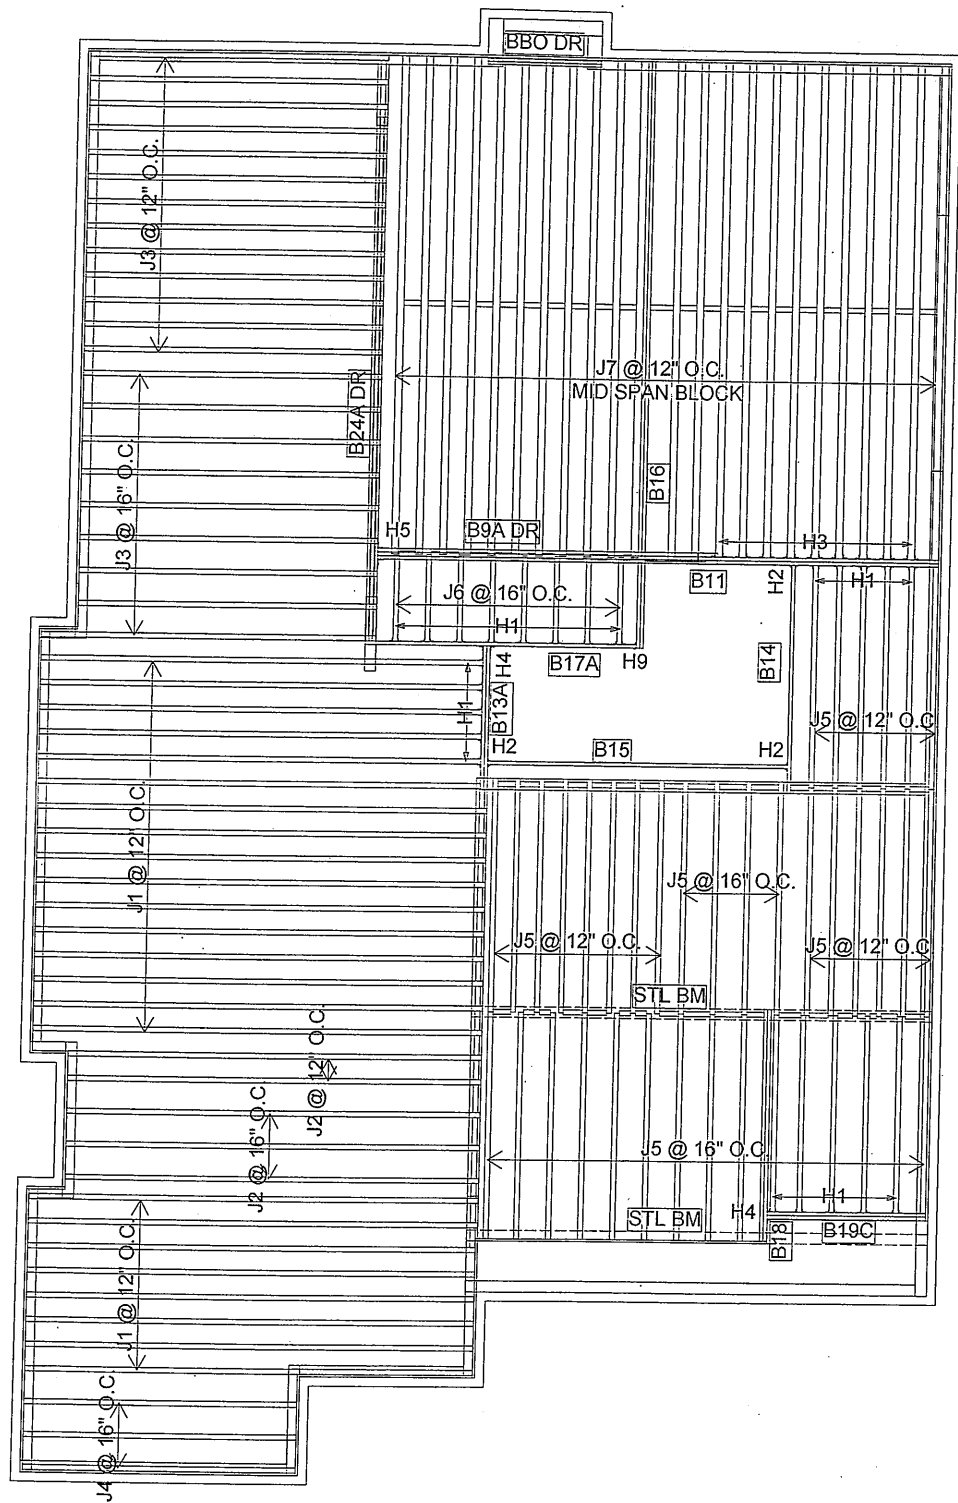 BBO DR
J3 @ 12" O.C.
J7 @ 12" O.C.
MID SPAN BLOCK
B24A DR
J3 @ 16" O.C.
B16
H5
B9A DR
H3
J6 @ 16" O.C.
H1
B11
H2
H1
B14
H4
B17A
H9
H1
B13A
H2
B15
H2
J5 @ 12" O.C
J1 @ 12" O.C.
J5 @ 16" O.C.
J5 @ 12" O.C.
J5 @ 12" O.C
STL BM
J2 @ 12" O.C.
J2 @ 16" O.C.
J5 @ 16" O.C
H1
H4
STL BM
B18
B19C
J1 @ 12" O.C.
J4 @ 16" O.C.